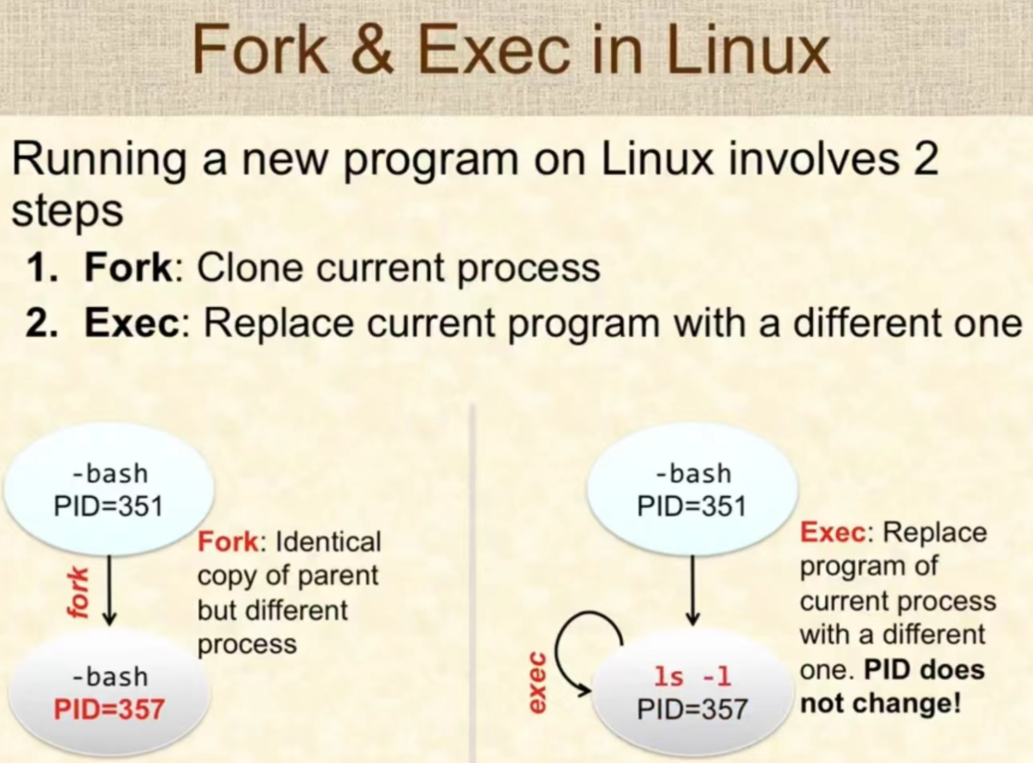 Fork & Exec in Linux
Running a new program on Linux involves 2
steps
1. Fork: Clone current process
2. Exec: Replace current program with a different one
-bash
PID=351
fork
Fork: Identical
copy of parent
but different
process
-bash
PID=357
-bash
PID=351
exec
ls -l
PID=357
Exec: Replace
program of
current process
with a different
one. PID does
not change!